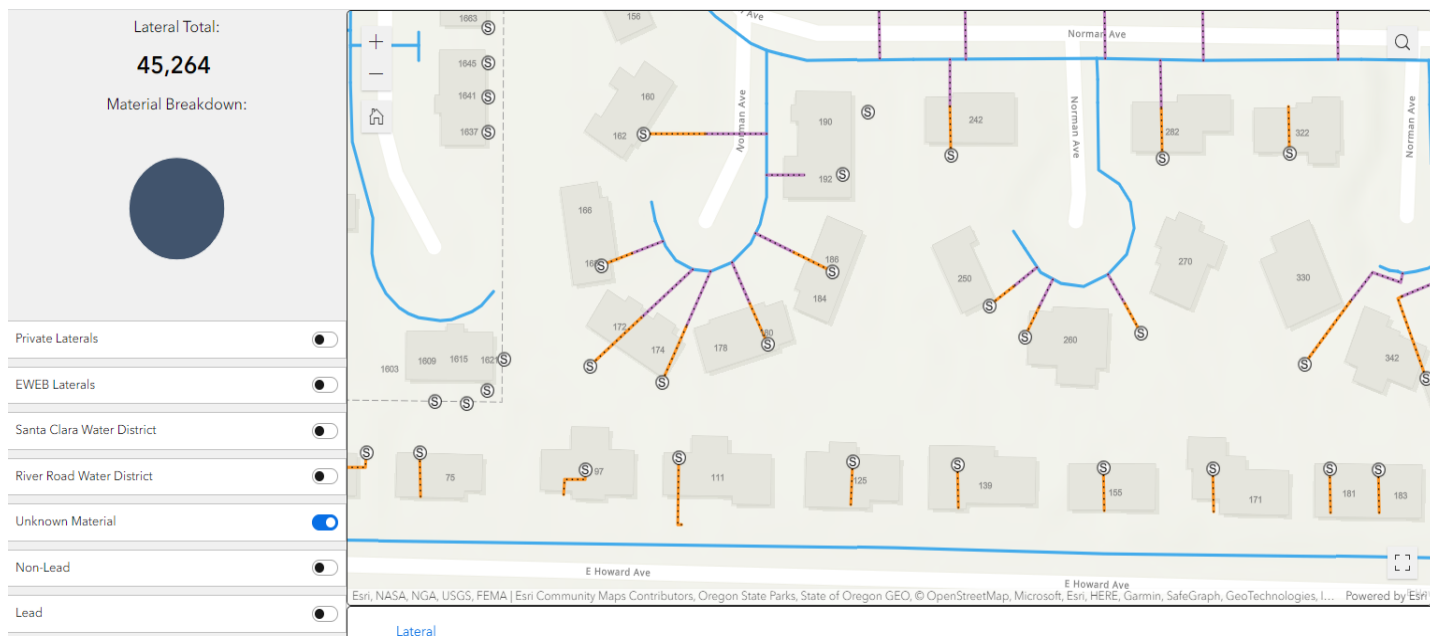 Lateral Total:
45,264
Material Breakdown:
Private Laterals
EWEB Laterals
Santa Clara Water District
River Road Water District
Unknown Material
Non-Lead
Lead
+
−
1663
S
1645
S
1641
S
1637
S
156
Ave
Norman Ave
160
162
S
Norman Ave
190
S
192
S
242
S
Norman Ave
282
S
322
S
Norman Ave
166
S
186
S
184
172
174
178
S
S
S
250
S
270
260
S
S
330
342
S
S
1603
1609
1615
S
S
S
S
S
S
75
S
97
S
111
S
125
S
139
S
155
S
171
S
181
S
183
E Howard Ave
E Howard Ave
Esri, NASA, NGA, USGS, FEMA | Esri Community Maps Contributors, Oregon State Parks, State of Oregon GEO, © OpenStreetMap, Microsoft, Esri, HERE, Garmin, SafeGraph, GeoTechnologies, I...
Powered by Esri
Lateral